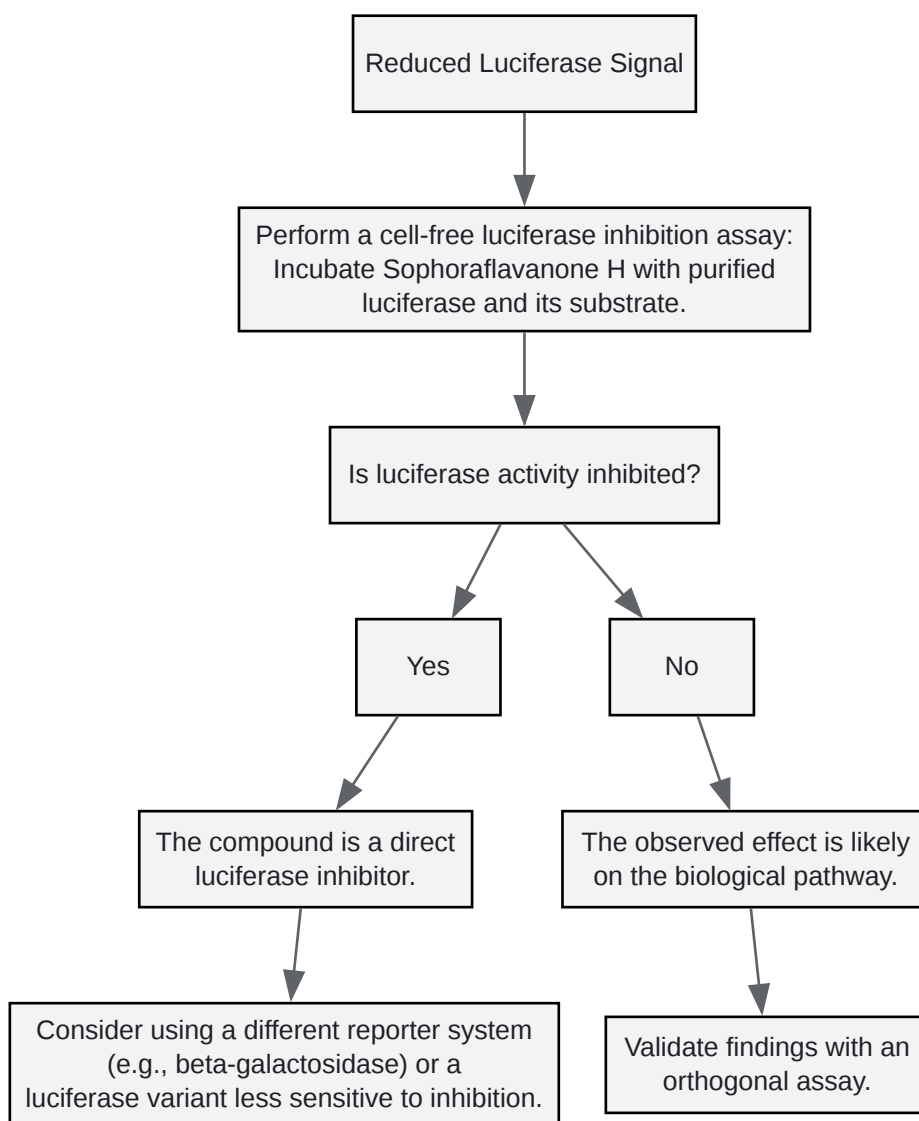 Reduced Luciferase Signal
Perform a cell-free luciferase inhibition assay:
Incubate Sophoraflavanone H with purified
luciferase and its substrate.
Is luciferase activity inhibited?
Yes
No
The compound is a direct
luciferase inhibitor.
The observed effect is likely
on the biological pathway.
Consider using a different reporter system
(e.g., beta-galactosidase) or a
luciferase variant less sensitive to inhibition.
Validate findings with an
orthogonal assay.